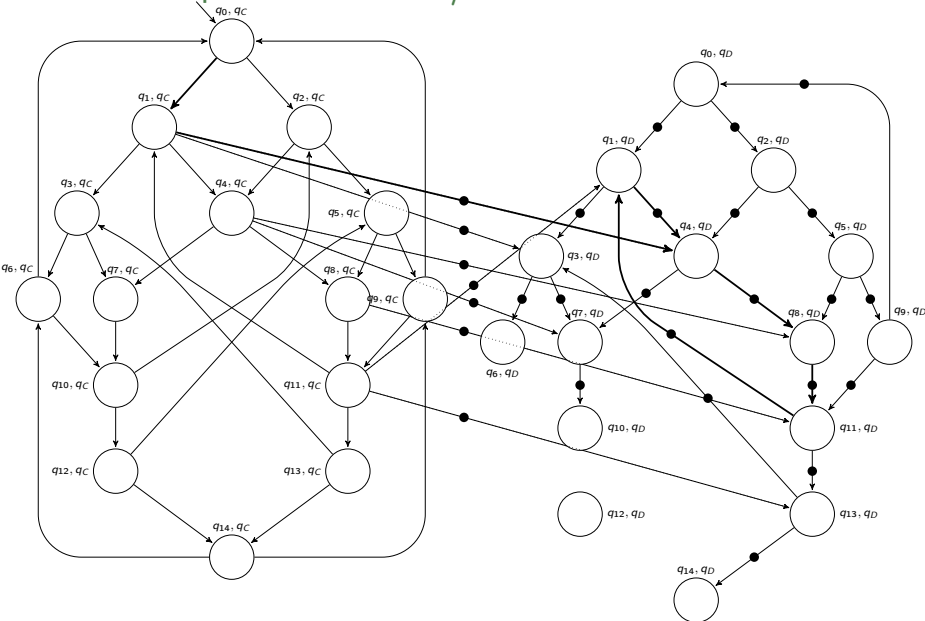 q0, qC
q1, qC
q2, qC
q3, qC
q4, qC
q5, qC
q6, qC
q7, qC
q8, qC
q9, qC
q10, qC
q11, qC
q12, qC
q13, qC
q14, qC
q0, qD
q1, qD
q2, qD
q3, qD
q4, qD
q5, qD
q6, qD
q7, qD
q8, qD
q9, qD
q10, qD
q11, qD
q12, qD
q13, qD
q14, qD